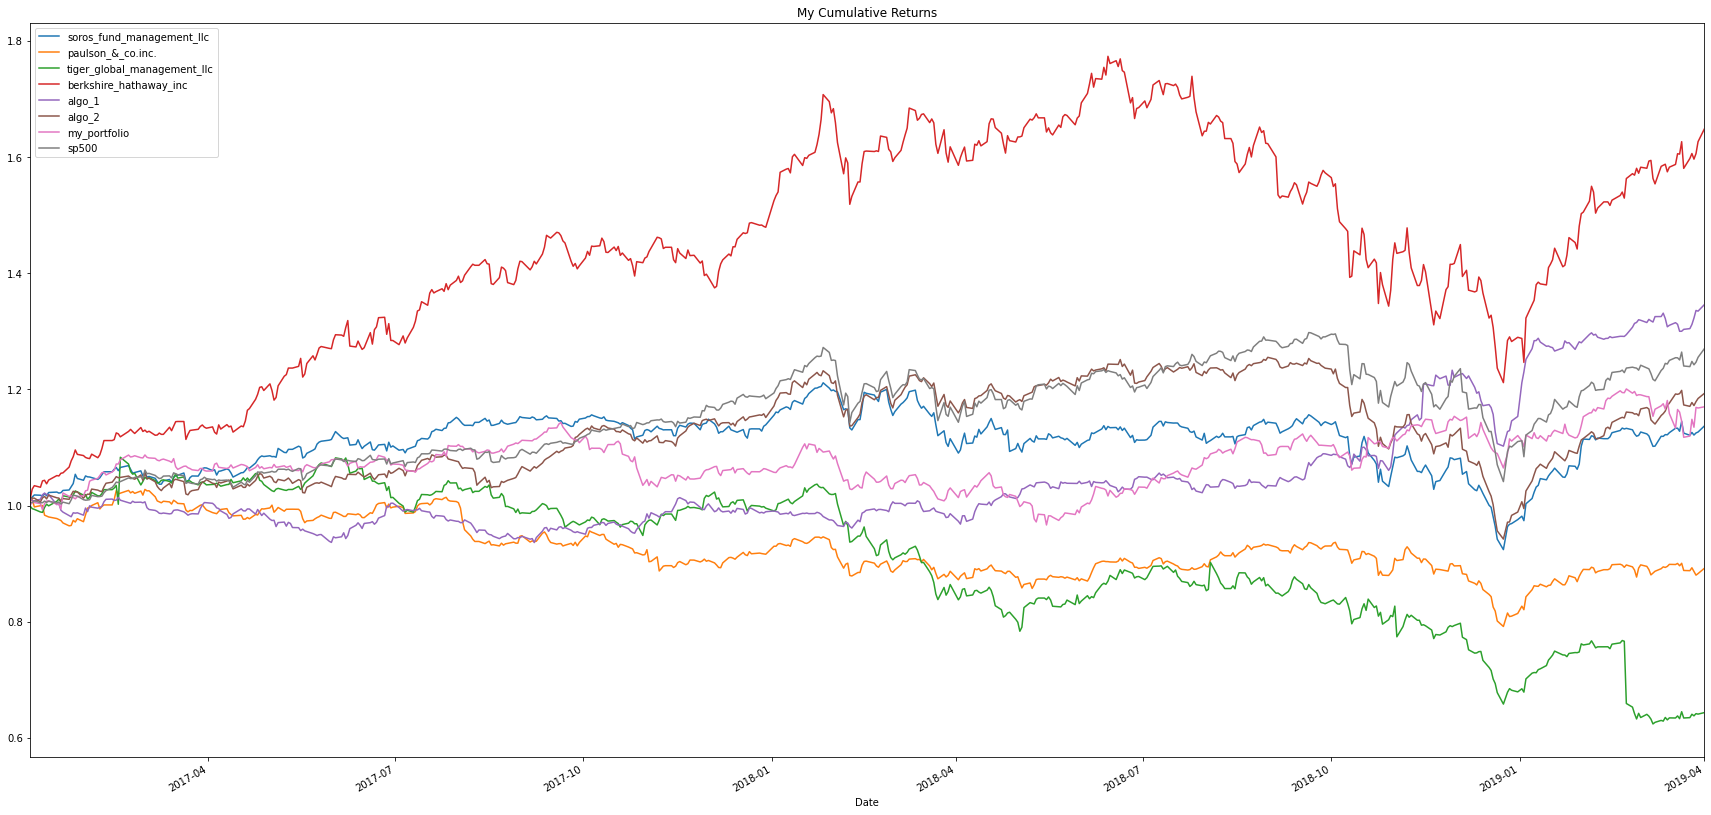 My Cumulative Returns
soros_fund_management_llc
paulson_&_co.inc.
tiger_global_management_llc
berkshire_hathaway_inc
algo_1
algo_2
my_portfolio
sp500
1.8
1.6
1.4
1.2
1.0
0.8
0.6
2017-04
2017-07
2017-10
2018-01
2018-04
2018-07
2018-10
2019-01
2019-04
Date